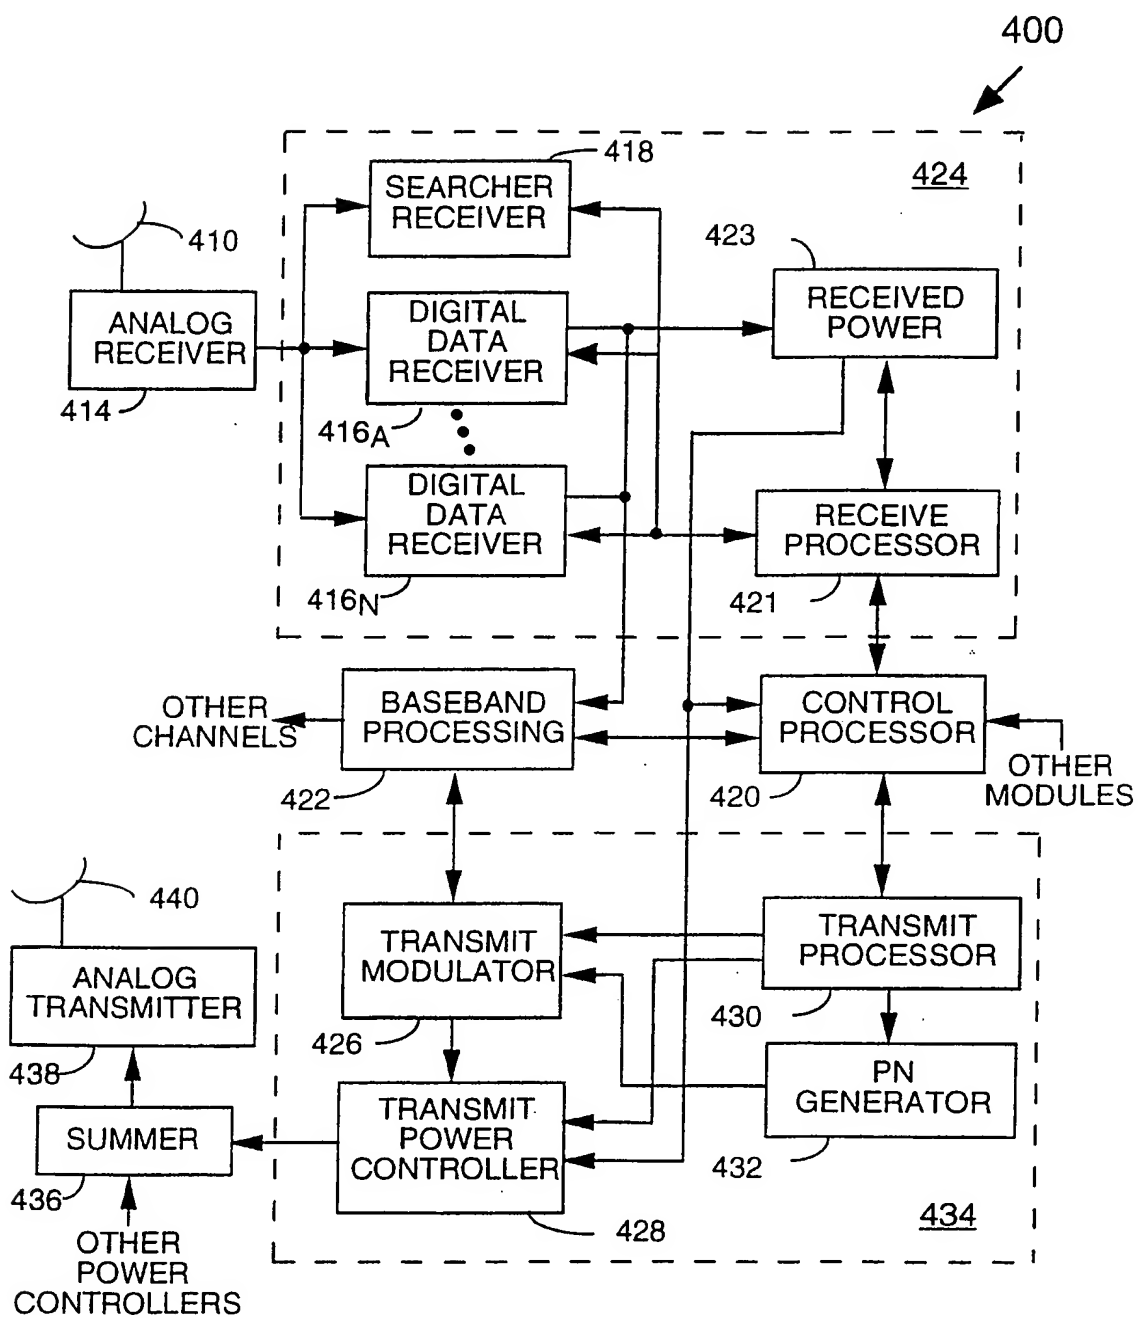 400
418
SEARCHER
RECEIVER
424
410
423
ANALOG
RECEIVER
414
DIGITAL
DATA
RECEIVER
416A
RECEIVED
POWER
DIGITAL
DATA
RECEIVER
416N
RECEIVE
PROCESSOR
421
OTHER
CHANNELS
BASEBAND
PROCESSING
422
CONTROL
PROCESSOR
420
OTHER
MODULES
440
ANALOG
TRANSMITTER
438
TRANSMIT
MODULATOR
426
TRANSMIT
PROCESSOR
430
SUMMER
436
TRANSMIT
POWER
CONTROLLER
428
PN
GENERATOR
432
434
OTHER
POWER
CONTROLLERS